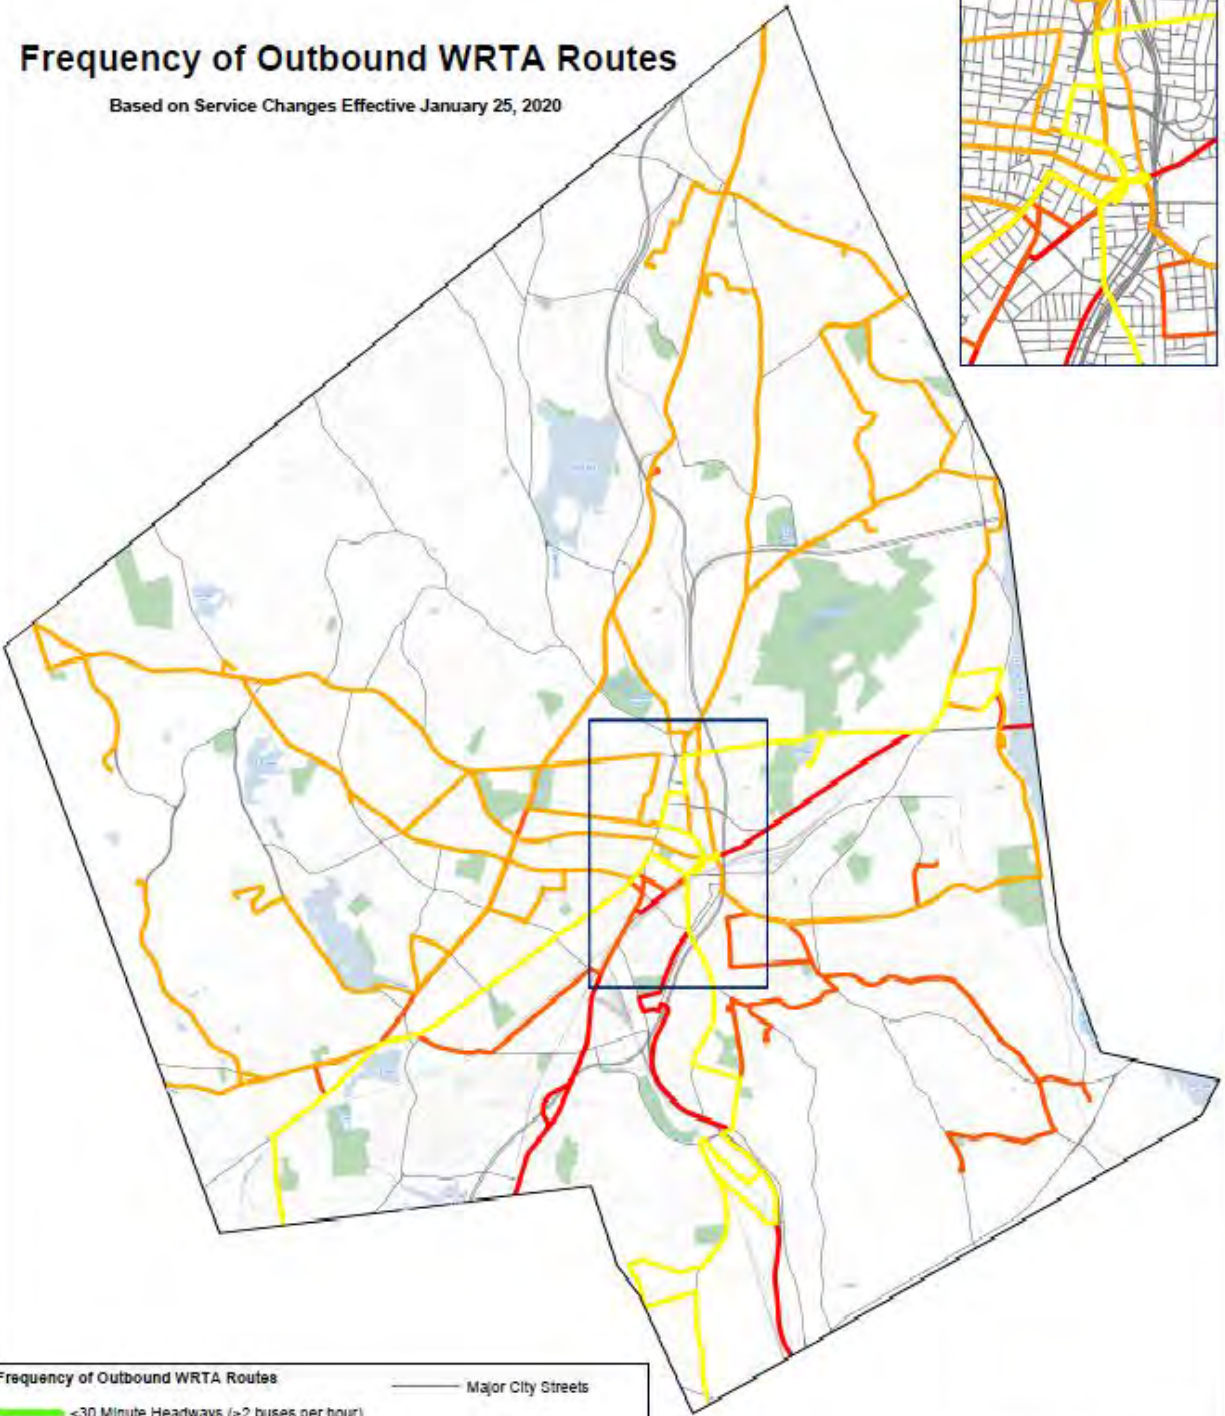 Frequency of Outbound WRTA Routes
Based on Service Changes Effective January 25, 2020
Frequency of Outbound WRTA Routes
Major City Streets
<30 Minute Headways (>2 buses per hour)